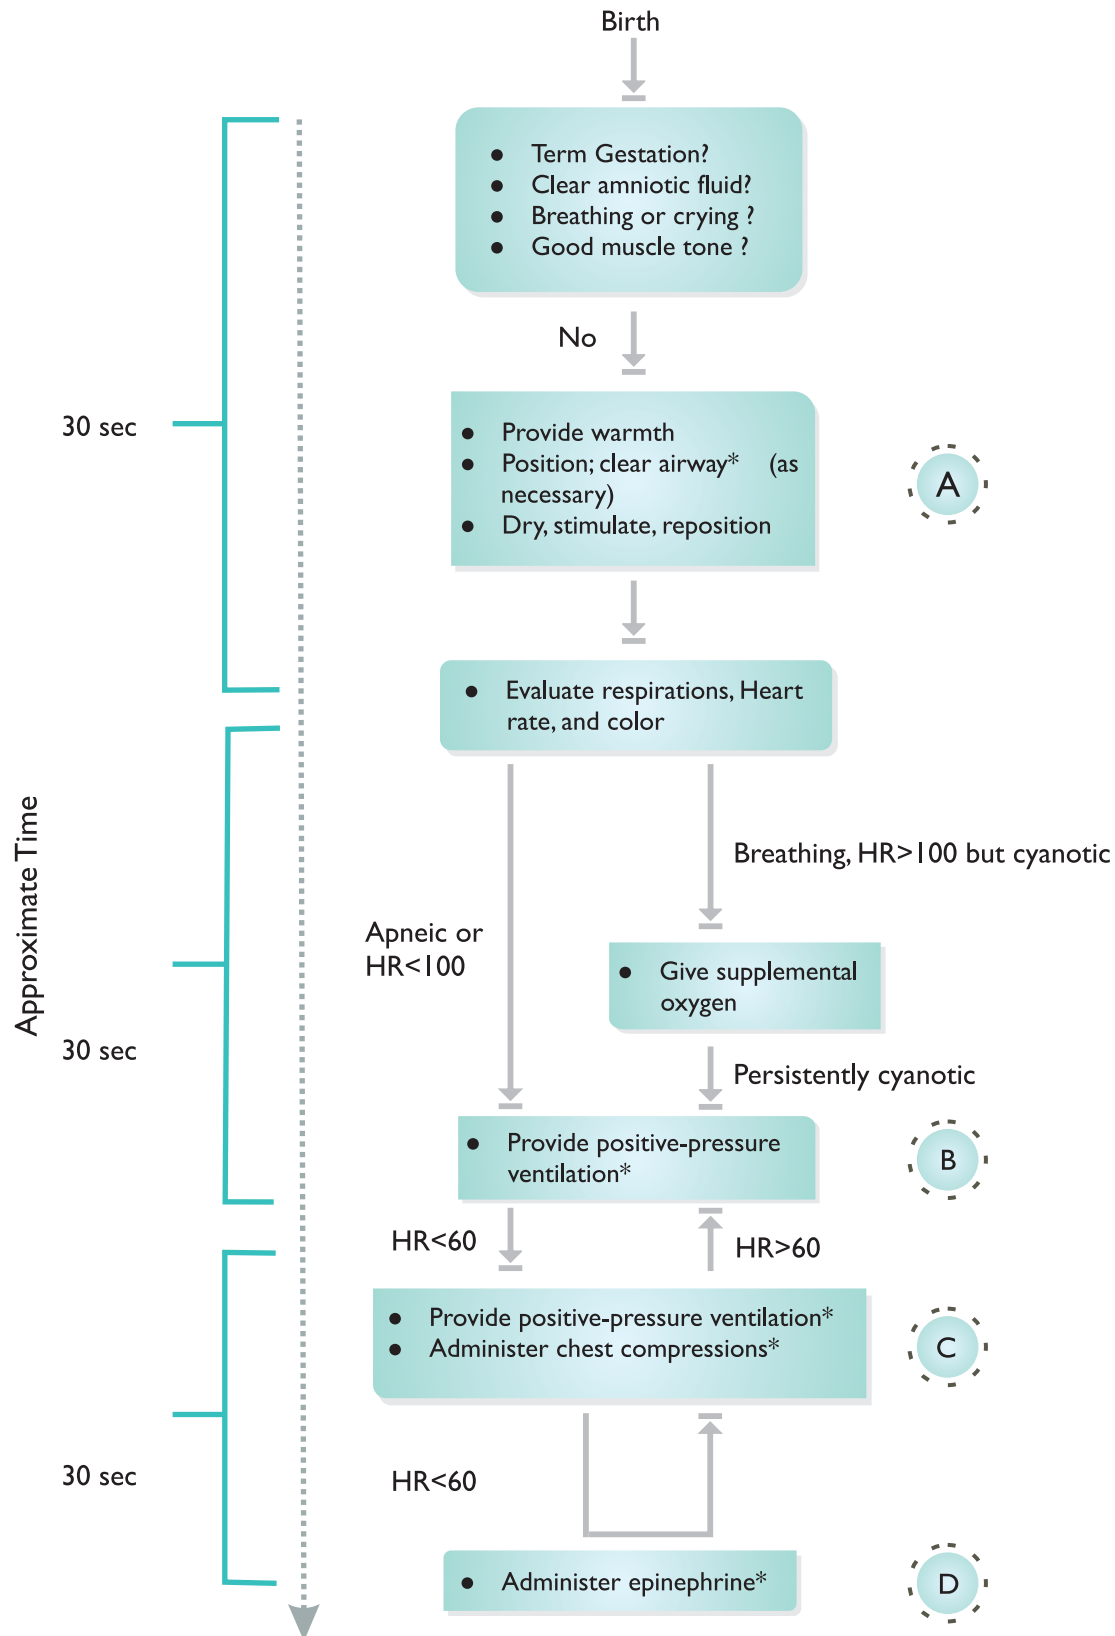 Birth
● Term Gestation?
● Clear amniotic fluid?
● Breathing or crying ?
● Good muscle tone ?
No
30 sec
● Provide warmth
● Position; clear airway* (as
necessary)
● Dry, stimulate, reposition
A
● Evaluate respirations, Heart
rate, and color
Approximate Time
Breathing, HR>100 but cyanotic
Apneic or
HR<100
● Give supplemental
oxygen
30 sec
Persistently cyanotic
● Provide positive-pressure
ventilation*
B
HR<60
HR>60
● Provide positive-pressure ventilation*
● Administer chest compressions*
C
30 sec
HR<60
● Administer epinephrine*
D